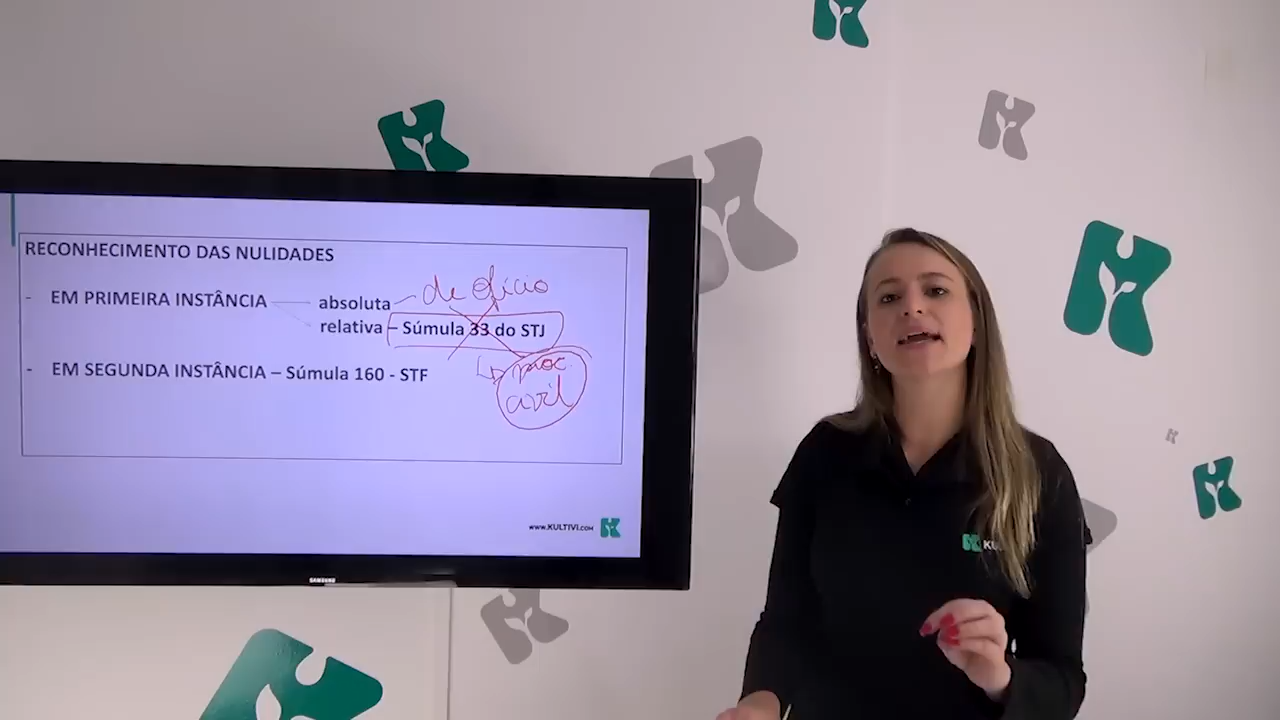 RECONHECIMENTO DAS NULIDADES
- EM PRIMEIRA INSTÂNCIA
absoluta – de ofício
relativa – Súmula 33 do STJ
- EM SEGUNDA INSTÂNCIA – Súmula 160 - STF
proc.
civil
www.KULTIVI.com
SAMSUNG
KU